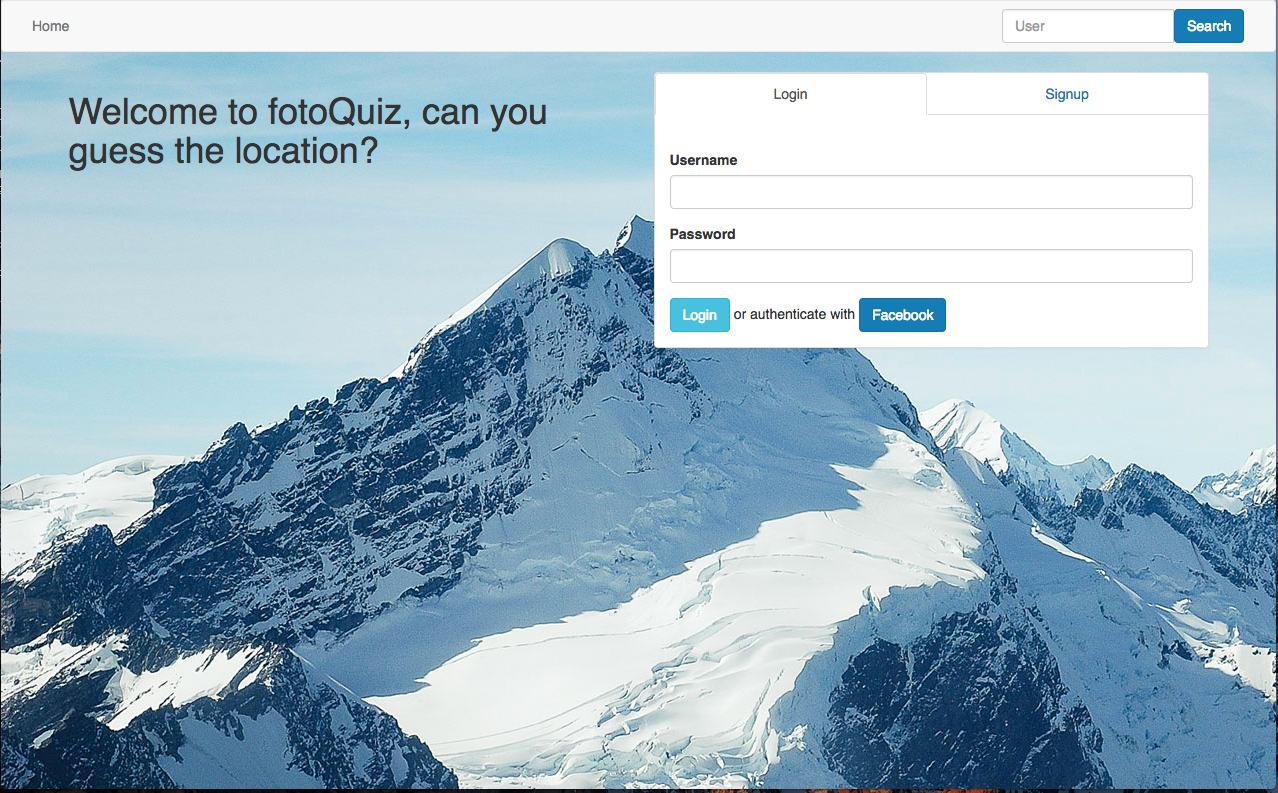 Home
User
Search
Welcome to fotoQuiz, can you
guess the location?
Login
Signup
Username
Password
Login or authenticate with Facebook